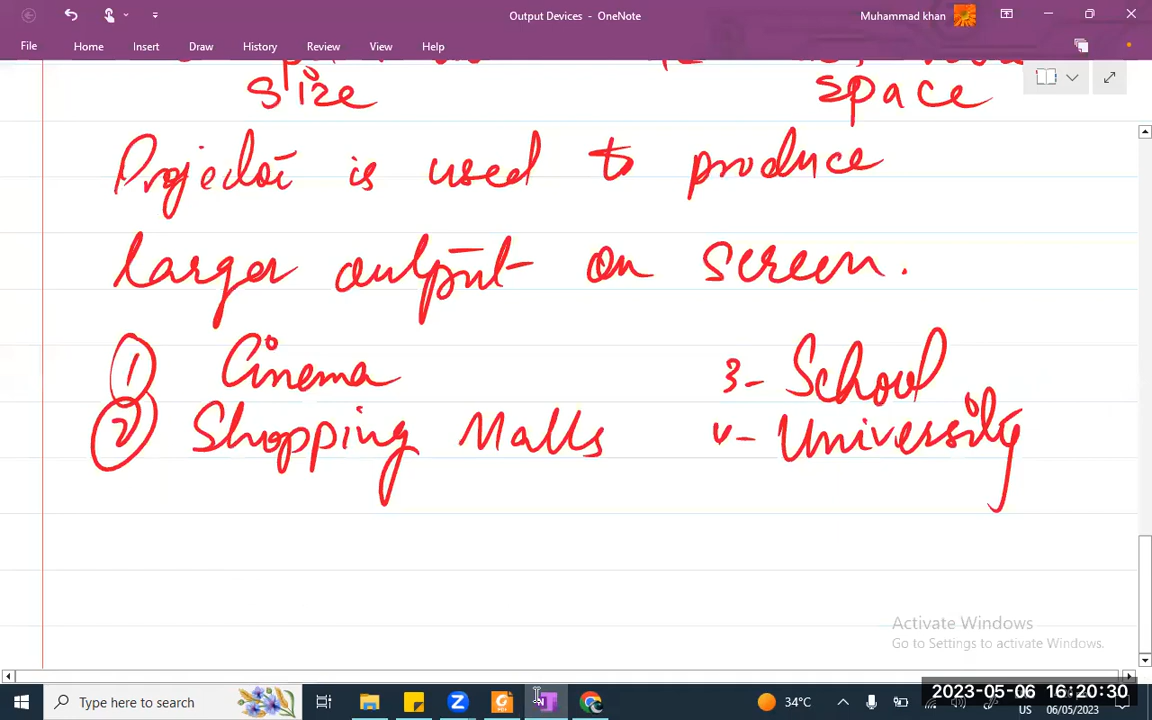 Output Devices - OneNote
Muhammad khan
File Home Insert Draw History Review View Help
size
space
Projector is used to produce
larger output on screen.
1 Cinema
2 Shopping Malls
3- School
4- University
Activate Windows
Go to Settings to activate Windows.
Type here to search
34°C
US
2023-05-06 16:20:30
06/05/2023